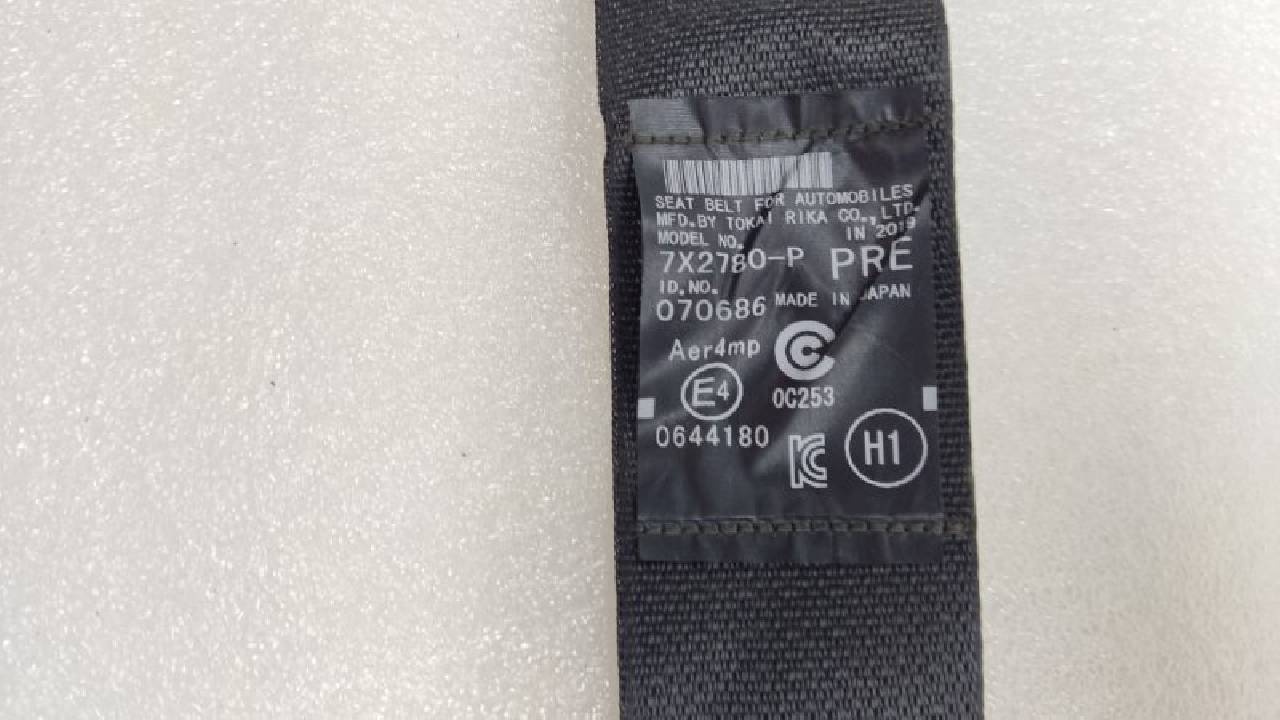 SEAT BELT FOR AUTOMOBILES
MFD.BY TOKAI RIKA CO.,LTD.
MODEL NO. IN 2019
7X2780-P PRE
ID.NO.
070686 MADE IN JAPAN
Aer4mp
E4 0C253
0644180
KC H1